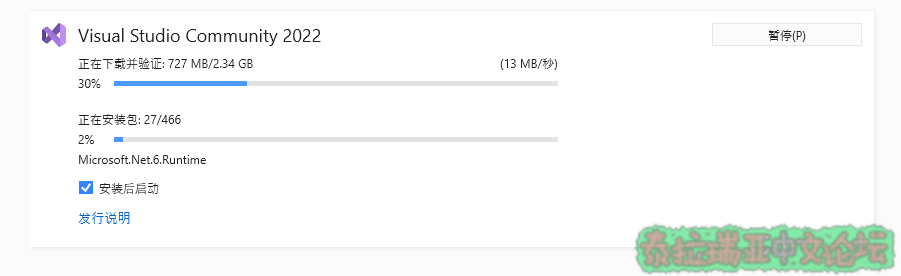 Visual Studio Community 2022
暂停(P)
正在下载并验证: 727 MB/2.34 GB
(13 MB/秒)
30%
正在安装包: 27/466
2%
Microsoft.Net.6.Runtime
安装后启动
发行说明
泰拉瑞亚中文论坛